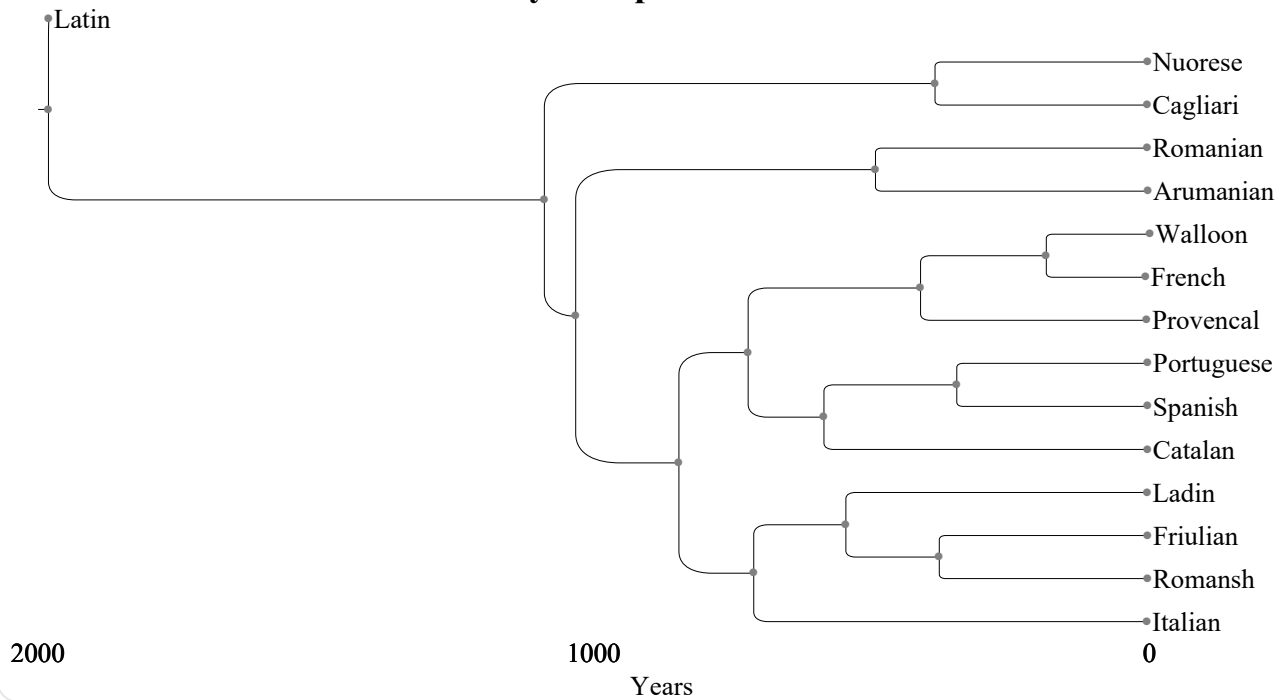 Latin
Nuorese
Cagliari
Romanian
Arumanian
Walloon
French
Provencal
Portuguese
Spanish
Catalan
Ladin
Friulian
Romansh
Italian
2000 1000 0
Years